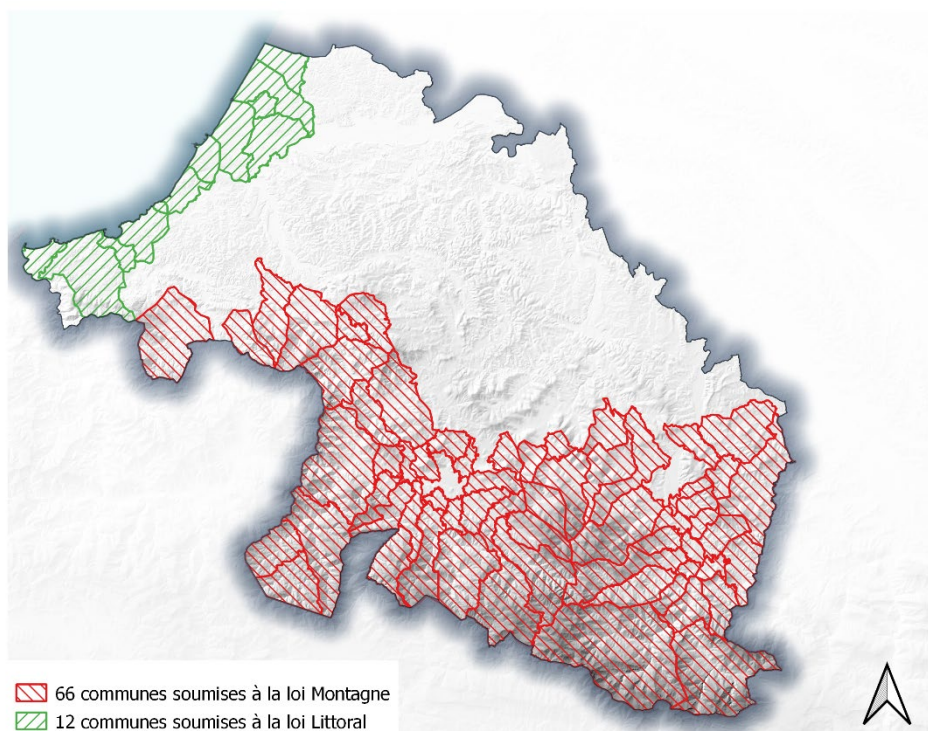 66 communes soumises à la loi Montagne
12 communes soumises à la loi Littoral